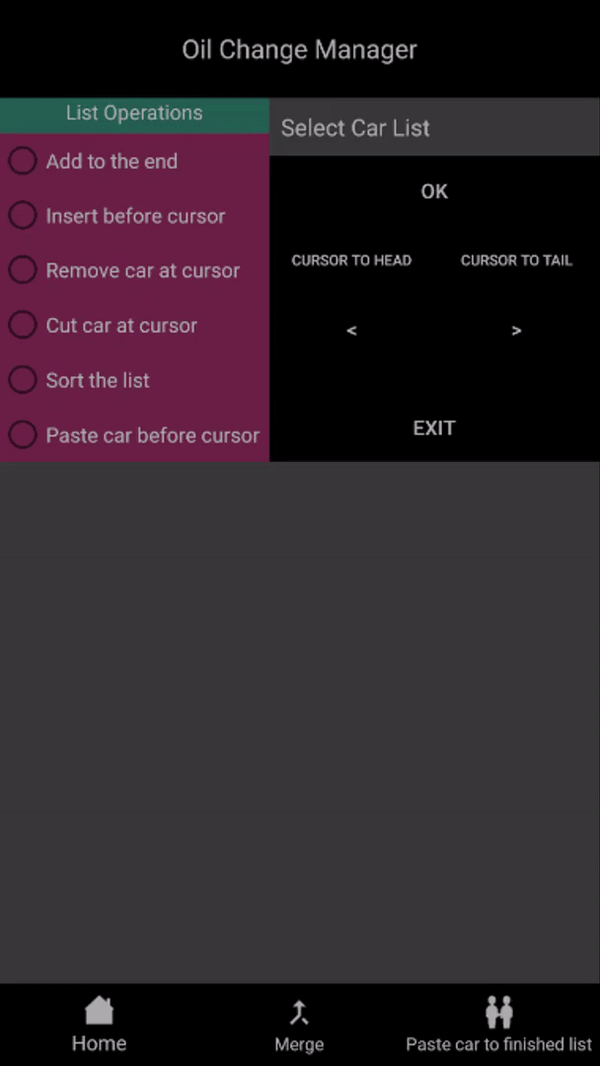 Oil Change Manager
List Operations
Add to the end
Insert before cursor
Remove car at cursor
Cut car at cursor
Sort the list
Paste car before cursor
Select Car List
OK
CURSOR TO HEAD
CURSOR TO TAIL
<
>
EXIT
Home
Merge
Paste car to finished list